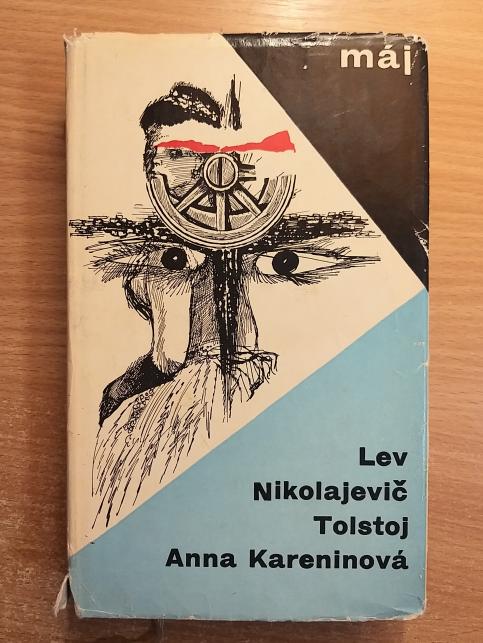 máj
Lev
Nikolajevič
Tolstoj
Anna Kareninová